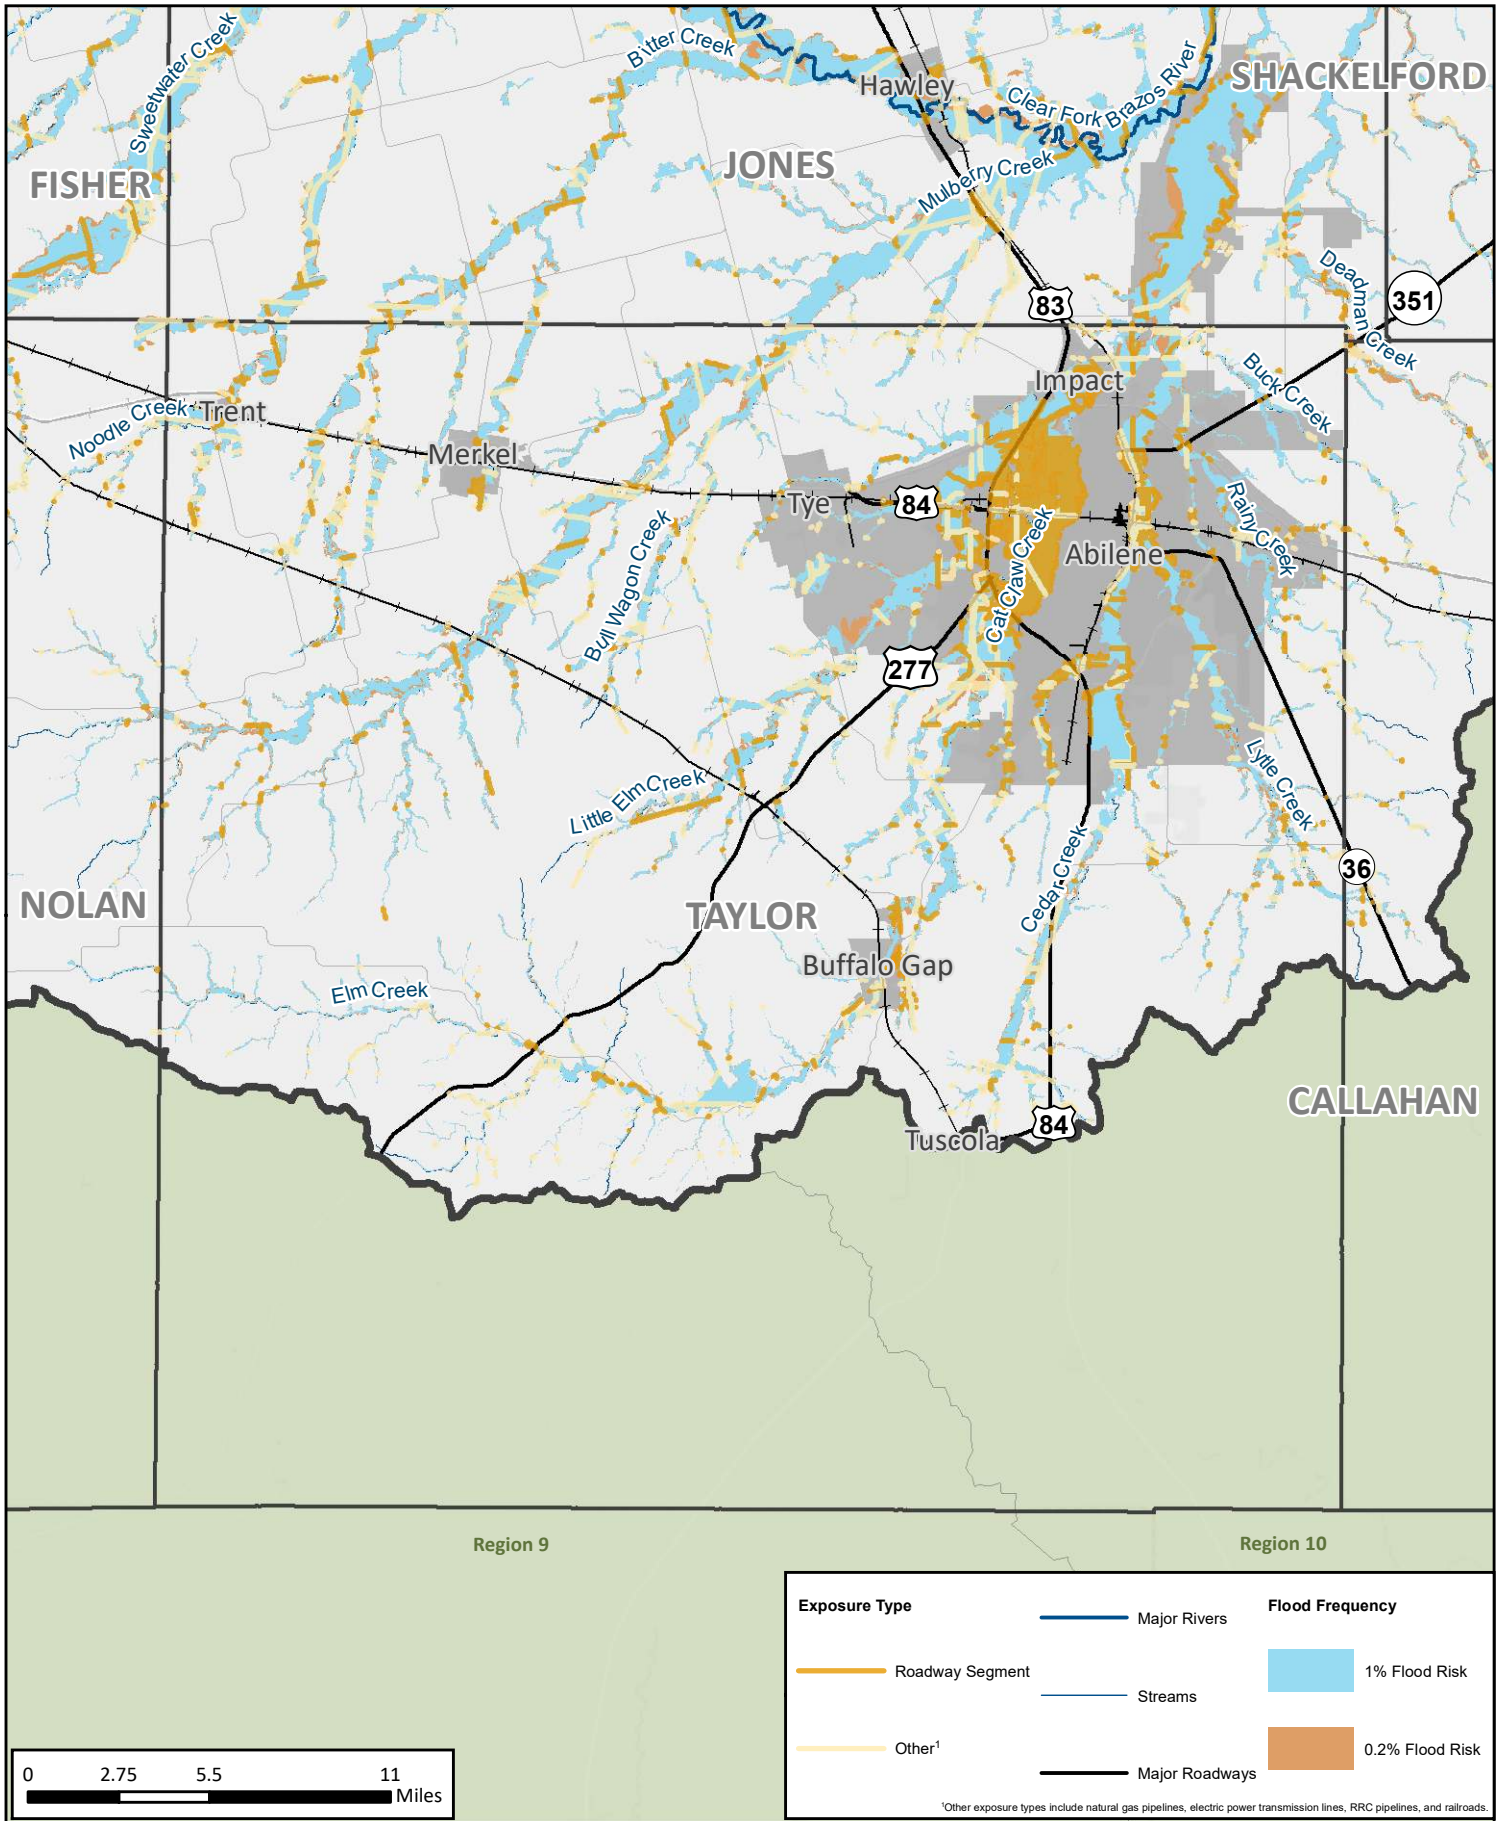 Sweetwater Creek
Bitter Creek
Hawley
Clear Fork Brazos River
SHACKELFORD
FISHER
JONES
Mulberry Creek
Deadman Creek
351
83
Impact
Buck Creek
Noodle Creek
Trent
Merkel
Tye
84
Rainy Creek
Abilene
Cat Claw Creek
Bull Wagon Creek
277
Lytle Creek
Little Elm Creek
36
Cedar Creek
NOLAN
TAYLOR
Buffalo Gap
Elm Creek
CALLAHAN
Tuscola
84
Region 9
Region 10
Exposure Type
Roadway Segment
Other1
Major Rivers
Streams
Major Roadways
Flood Frequency
1% Flood Risk
0.2% Flood Risk
1Other exposure types include natural gas pipelines, electric power transmission lines, RRC pipelines, and railroads.
0 2.75 5.5 11
Miles